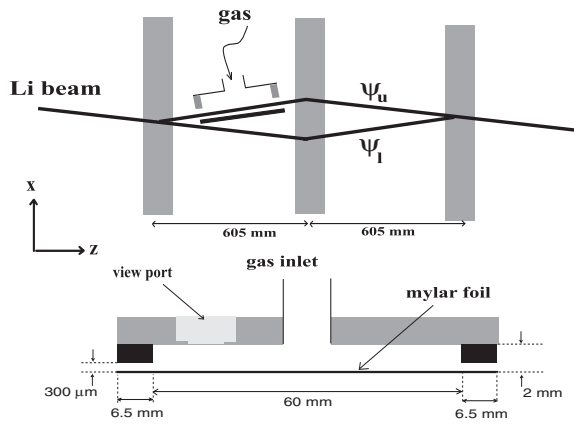 gas
Li beam
Ψu
Ψl
x
z
605 mm
605 mm
gas inlet
view port
mylar foil
300 μm
2 mm
6.5 mm
60 mm
6.5 mm